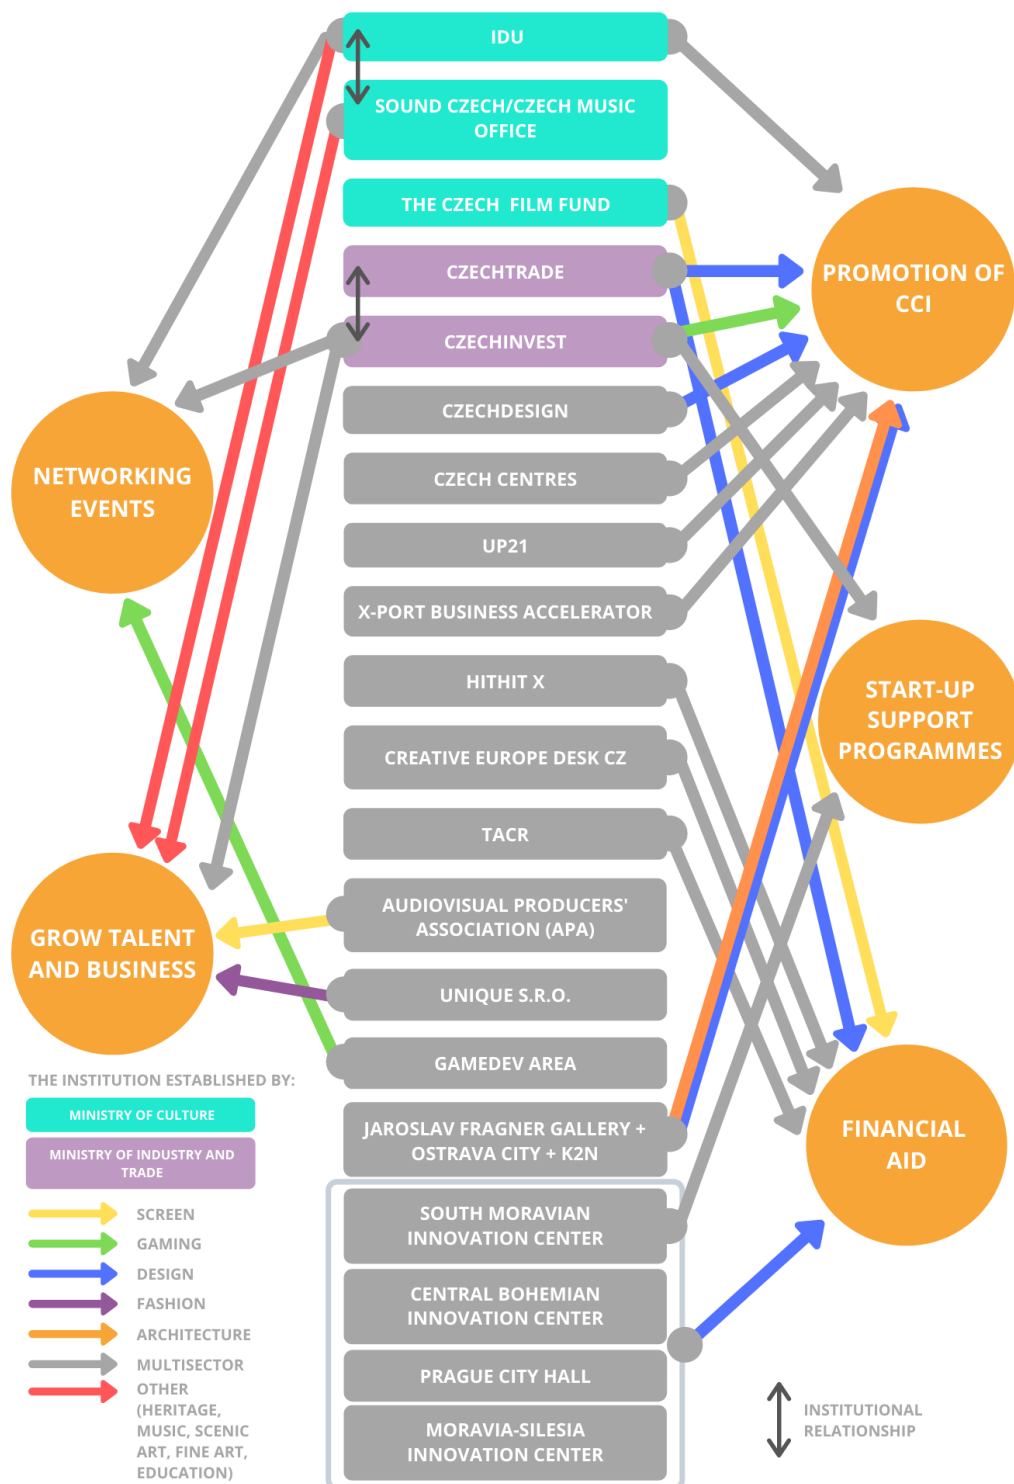 IDU
SOUND CZECH/CZECH MUSIC
OFFICE
THE CZECH FILM FUND
CZECHTRADE
CZECHINVEST
CZECHDESIGN
CZECH CENTRES
UP21
X-PORT BUSINESS ACCELERATOR
HITHIT X
CREATIVE EUROPE DESK CZ
TACR
AUDIOVISUAL PRODUCERS'
ASSOCIATION (APA)
UNIQUE S.R.O.
GAMEDEV AREA
JAROSLAV FRAGNER GALLERY +
OSTRAVA CITY + K2N
SOUTH MORAVIAN
INNOVATION CENTER
CENTRAL BOHEMIAN
INNOVATION CENTER
PRAGUE CITY HALL
MORAVIA-SILESIA
INNOVATION CENTER
NETWORKING
EVENTS
GROW TALENT
AND BUSINESS
PROMOTION OF
CCI
START-UP
SUPPORT
PROGRAMMES
FINANCIAL
AID
THE INSTITUTION ESTABLISHED BY:
MINISTRY OF CULTURE
MINISTRY OF INDUSTRY AND
TRADE
SCREEN
GAMING
DESIGN
FASHION
ARCHITECTURE
MULTISECTOR
OTHER
(HERITAGE,
MUSIC, SCENIC
ART, FINE ART,
EDUCATION)
INSTITUTIONAL
RELATIONSHIP